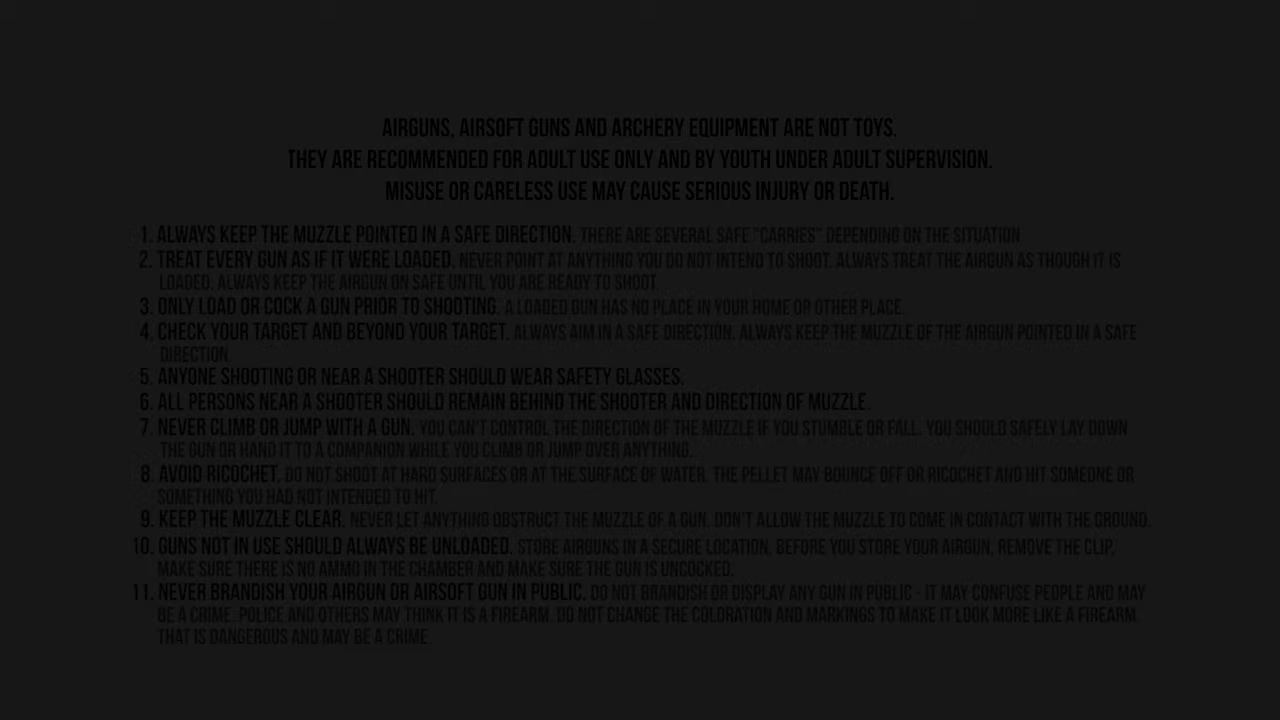 AIRGUNS, AIRSOFT GUNS AND ARCHERY EQUIPMENT ARE NOT TOYS.
THEY ARE RECOMMENDED FOR ADULT USE ONLY AND BY YOUTH UNDER ADULT SUPERVISION.
MISUSE OR CARELESS USE MAY CAUSE SERIOUS INJURY OR DEATH.
1. ALWAYS KEEP THE MUZZLE POINTED IN A SAFE DIRECTION. THERE ARE SEVERAL SAFE "CARRIES" DEPENDING ON THE SITUATION
2. TREAT EVERY GUN AS IF IT WERE LOADED. NEVER POINT AT ANYTHING YOU DO NOT INTEND TO SHOOT. ALWAYS TREAT THE AIRGUN AS THOUGH IT IS
LOADED. ALWAYS KEEP THE AIRGUN ON SAFE UNTIL YOU ARE READY TO SHOOT.
3. ONLY LOAD OR COCK A GUN PRIOR TO SHOOTING. A LOADED GUN HAS NO PLACE IN YOUR HOME OR OTHER PLACE.
4. CHECK YOUR TARGET AND BEYOND YOUR TARGET. ALWAYS AIM IN A SAFE DIRECTION. ALWAYS KEEP THE MUZZLE OF THE AIRGUN POINTED IN A SAFE
DIRECTION.
5. ANYONE SHOOTING OR NEAR A SHOOTER SHOULD WEAR SAFETY GLASSES.
6. ALL PERSONS NEAR A SHOOTER SHOULD REMAIN BEHIND THE SHOOTER AND DIRECTION OF MUZZLE.
7. NEVER CLIMB OR JUMP WITH A GUN. YOU CAN'T CONTROL THE DIRECTION OF THE MUZZLE IF YOU STUMBLE OR FALL. YOU SHOULD SAFELY LAY DOWN
THE GUN OR HAND IT TO A COMPANION WHILE YOU CLIMB OR JUMP OVER ANYTHING.
8. AVOID RICOCHET. DO NOT SHOOT AT HARD SURFACES OR AT THE SURFACE OF WATER. THE PELLET MAY BOUNCE OFF OR RICOCHET AND HIT SOMEONE OR
SOMETHING YOU HAD NOT INTENDED TO HIT.
9. KEEP THE MUZZLE CLEAR. NEVER LET ANYTHING OBSTRUCT THE MUZZLE OF A GUN. DON'T ALLOW THE MUZZLE TO COME IN CONTACT WITH THE GROUND.
10. GUNS NOT IN USE SHOULD ALWAYS BE UNLOADED. STORE AIRGUNS IN A SECURE LOCATION. BEFORE YOU STORE YOUR AIRGUN, REMOVE THE CLIP,
MAKE SURE THERE IS NO AMMO IN THE CHAMBER AND MAKE SURE THE GUN IS UNCOCKED.
11. NEVER BRANDISH YOUR AIRGUN OR AIRSOFT GUN IN PUBLIC. DO NOT BRANDISH OR DISPLAY ANY GUN IN PUBLIC - IT MAY CONFUSE PEOPLE AND MAY
BE A CRIME. POLICE AND OTHERS MAY THINK IT IS A FIREARM. DO NOT CHANGE THE COLORATION AND MARKINGS TO MAKE IT LOOK MORE LIKE A FIREARM.
THAT IS DANGEROUS AND MAY BE A CRIME.